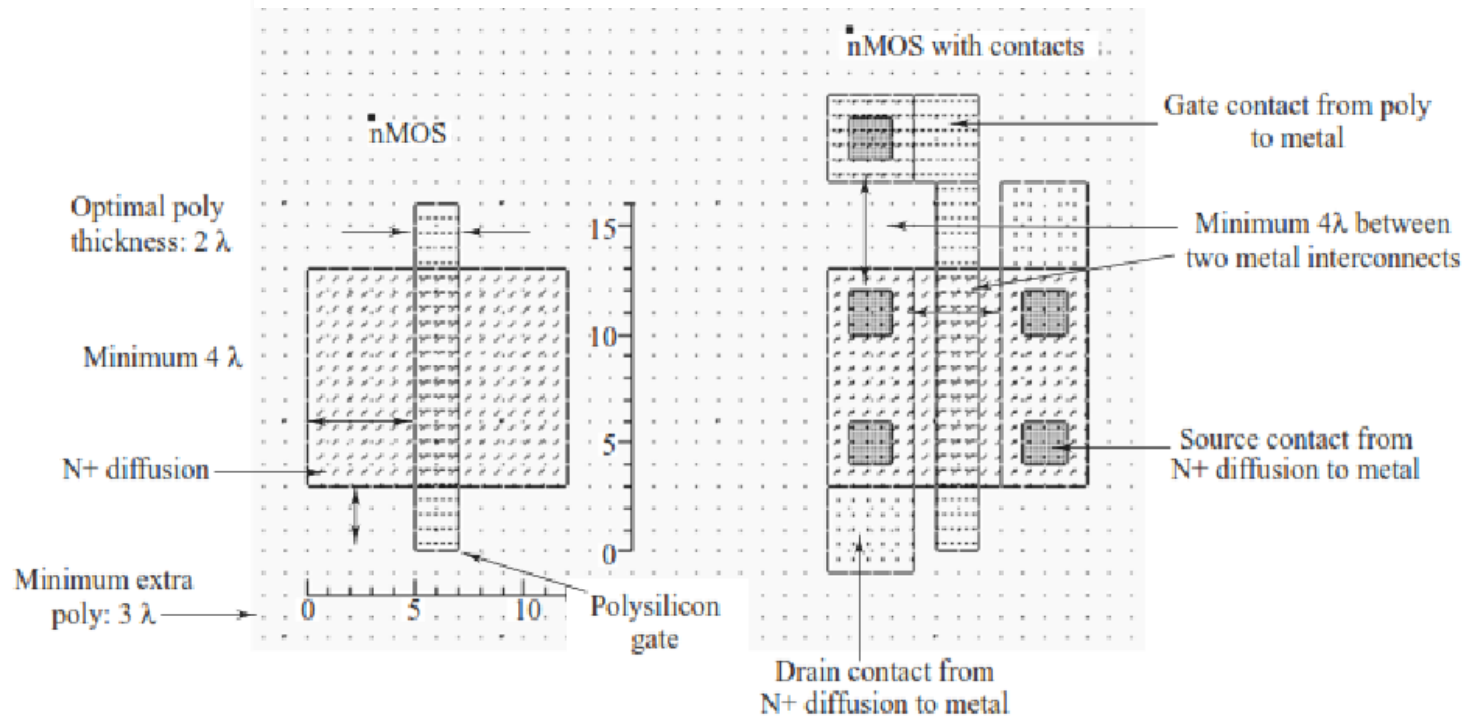 nMOS with contacts
Gate contact from poly
to metal
nMOS
Optimal poly
thickness: 2 λ
15
Minimum 4λ between
two metal interconnects
Minimum 4 λ
10
5
Source contact from
N+ diffusion to metal
N+ diffusion
0
Minimum extra
poly: 3 λ
0 5 10
Polysilicon
gate
Drain contact from
N+ diffusion to metal